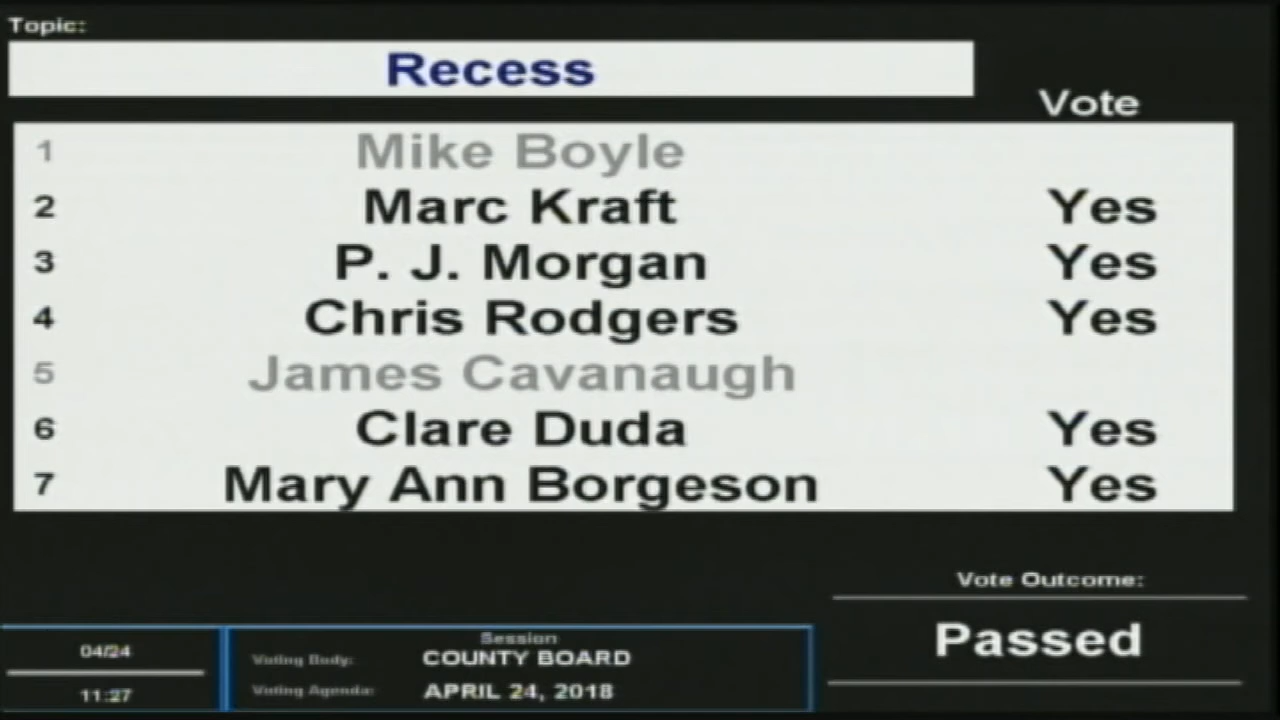 Topic:
Recess
Vote
1 Mike Boyle
2 Marc Kraft Yes
3 P. J. Morgan Yes
4 Chris Rodgers Yes
5 James Cavanaugh
6 Clare Duda Yes
7 Mary Ann Borgeson Yes
Vote Outcome:
Passed
Session
04/24
Voting Body: COUNTY BOARD
11:27
Voting Agenda: APRIL 24, 2018